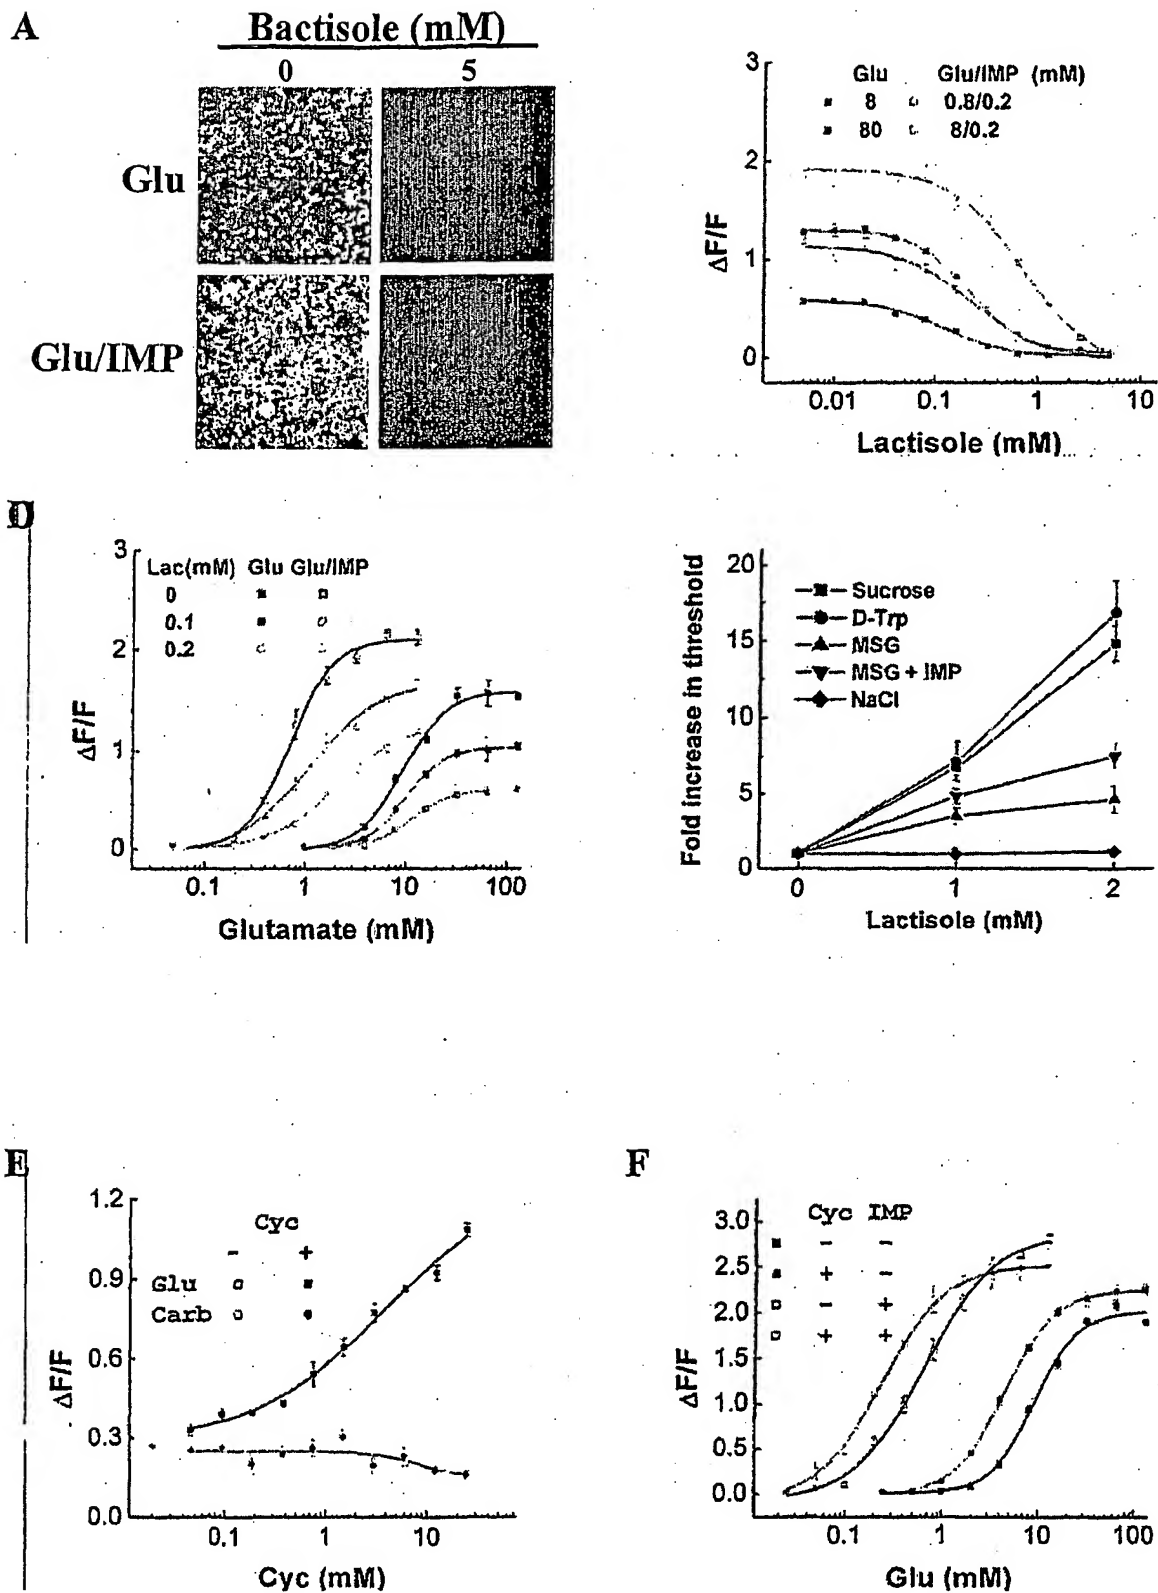 A
Bactisole (mM)
0 5
Glu
Glu/IMP
3
2
1
0
ΔF/F
Glu Glu/IMP (mM)
8 0.8/0.2
80 8/0.2
0.01 0.1 1 10
Lactisole (mM)
D
3
2
1
0
ΔF/F
Lac(mM) Glu Glu/IMP
0
0.1
0.2
0.1 1 10 100
Glutamate (mM)
20
15
10
5
0
Fold increase in threshold
Sucrose
D-Trp
MSG
MSG + IMP
NaCl
0 1 2
Lactisole (mM)
E
1.2
0.9
0.6
0.3
0.0
ΔF/F
Cyc
- +
Glu
Carb
0.1 1 10
Cyc (mM)
F
3.0
2.5
2.0
1.5
1.0
0.5
0.0
ΔF/F
Cyc IMP
- -
+ -
- +
+ +
0.1 1 10 100
Glu (mM)